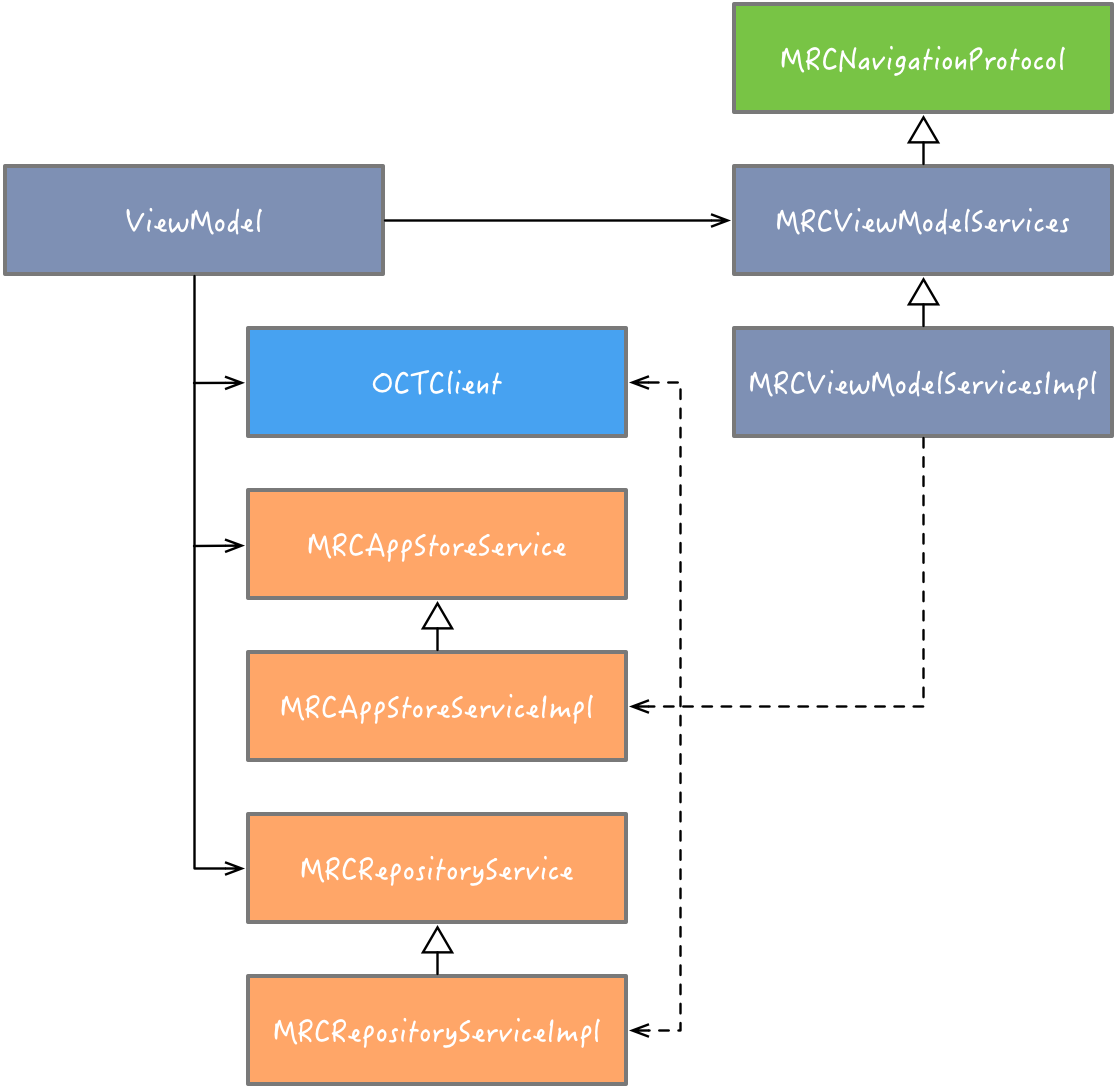 MRCNavigationProtocol
ViewModel
MRCViewModelServices
OCTClient
MRCViewModelServicesImpl
MRCAppStoreService
MRCAppStoreServiceImpl
MRCRepositoryService
MRCRepositoryServiceImpl